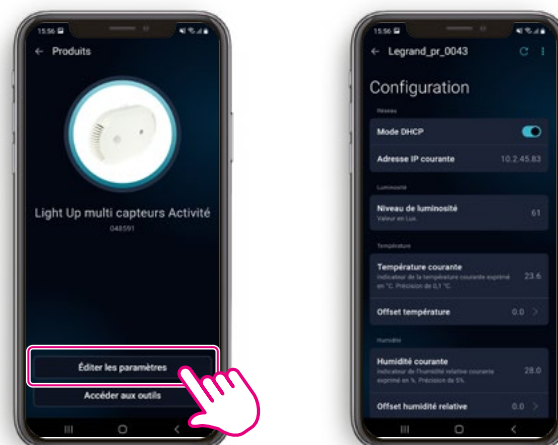 15:56
← Produits
Light Up multi capteurs Activité
048591
Éditer les paramètres
Accéder aux outils
15:56
← Legrand_pr_0043
Configuration
Réseau
Mode DHCP
Adresse IP courante 10.2.45.83
Luminosité
Niveau de luminosité 61
Valeur en Lux.
Température
Température courante
Indicateur de la température courante exprimé 23.6
en °C. Précision de 0,1 °C.
Offset température 0.0 >
Humidité
Humidité courante
Indicateur de l'humidité relative courante 28.0
exprimé en %. Précision de 5%.
Offset humidité relative 0.0 >